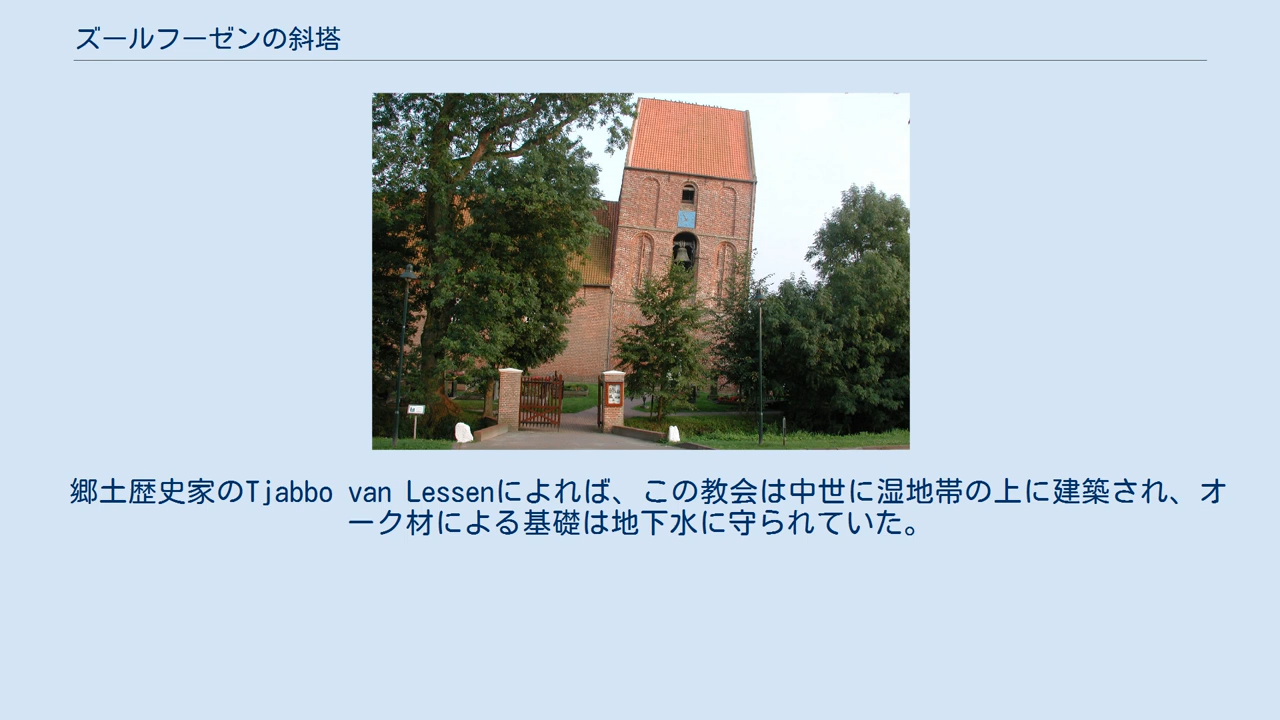 ズールフーゼンの斜塔
郷土歴史家のTjabbo van Lessenによれば、この教会は中世に湿地帯の上に建築され、オ
ーク材による基礎は地下水に守られていた。